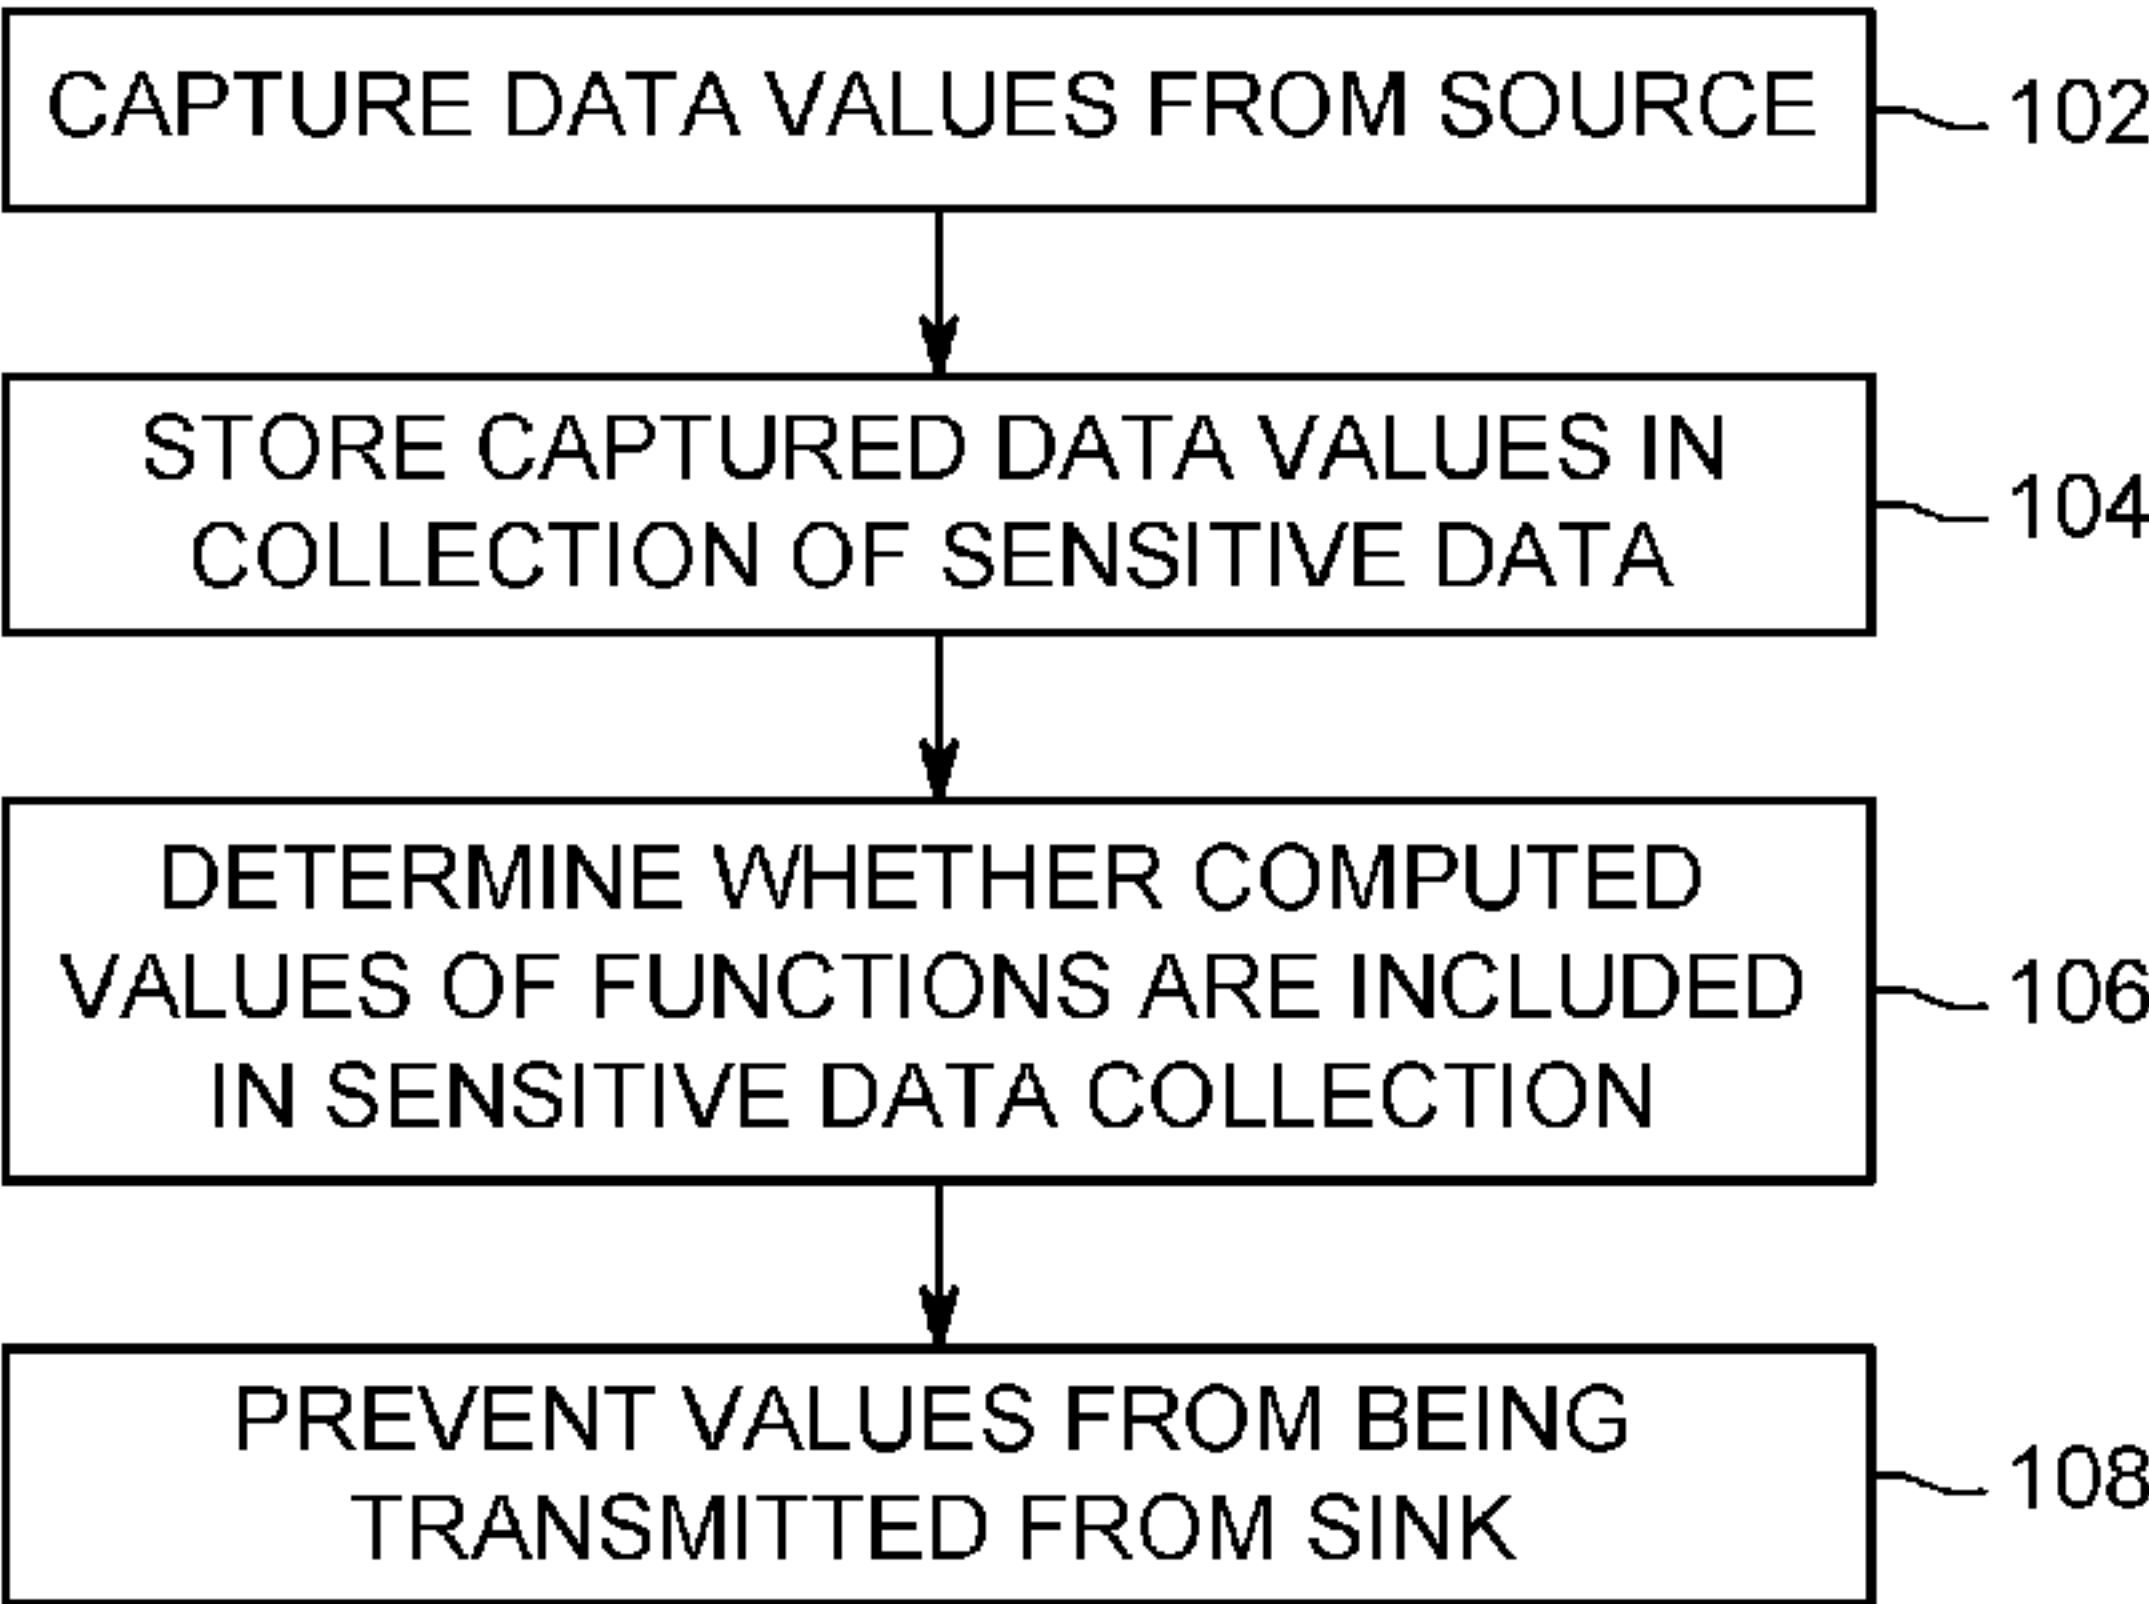 CAPTURE DATA VALUES FROM SOURCE
102
STORE CAPTURED DATA VALUES IN
COLLECTION OF SENSITIVE DATA
104
DETERMINE WHETHER COMPUTED
VALUES OF FUNCTIONS ARE INCLUDED
IN SENSITIVE DATA COLLECTION
106
PREVENT VALUES FROM BEING
TRANSMITTED FROM SINK
108